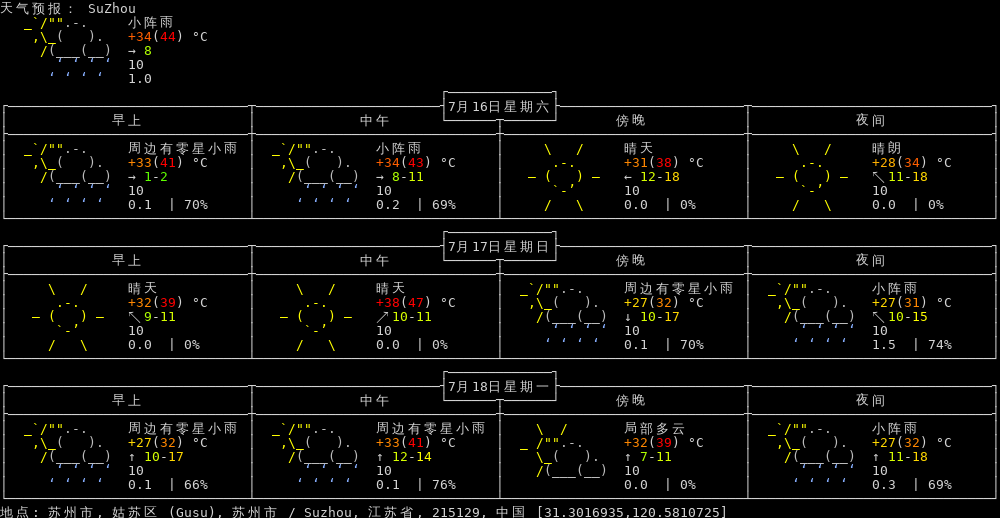 天气预报: SuZhou
小阵雨
+34(44) °C
→ 8
10
1.0
7月16日星期六
早上 中午 傍晚 夜间
周边有零星小雨 小阵雨 晴天 晴朗
+33(41) °C +34(43) °C +31(38) °C +28(34) °C
→ 1-2 → 8-11 ← 12-18 ↖ 11-18
10 10 10 10
0.1 | 70% 0.2 | 69% 0.0 | 0% 0.0 | 0%
7月17日星期日
早上 中午 傍晚 夜间
晴天 晴天 周边有零星小雨 小阵雨
+32(39) °C +38(47) °C +27(32) °C +27(31) °C
↖ 9-11 ↗ 10-11 ↓ 10-17 ↖ 10-15
10 10 10 10
0.0 | 0% 0.0 | 0% 0.1 | 70% 1.5 | 74%
7月18日星期一
早上 中午 傍晚 夜间
周边有零星小雨 周边有零星小雨 局部多云 小阵雨
+27(32) °C +33(41) °C +32(39) °C +27(32) °C
↑ 10-17 ↑ 12-14 ↑ 7-11 ↑ 11-18
10 10 10 10
0.1 | 66% 0.1 | 76% 0.0 | 0% 0.3 | 69%
地点: 苏州市, 姑苏区 (Gusu), 苏州市 / Suzhou, 江苏省, 215129, 中国 [31.3016935,120.5810725]